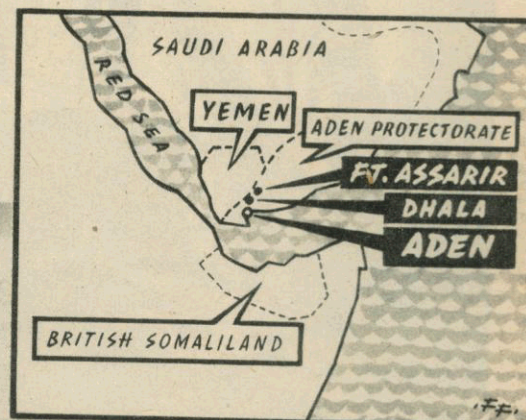 SAUDI ARABIA
RED SEA
YEMEN
ADEN PROTECTORATE
FT. ASSARIR
DHALA
ADEN
BRITISH SOMALILAND
F.F.